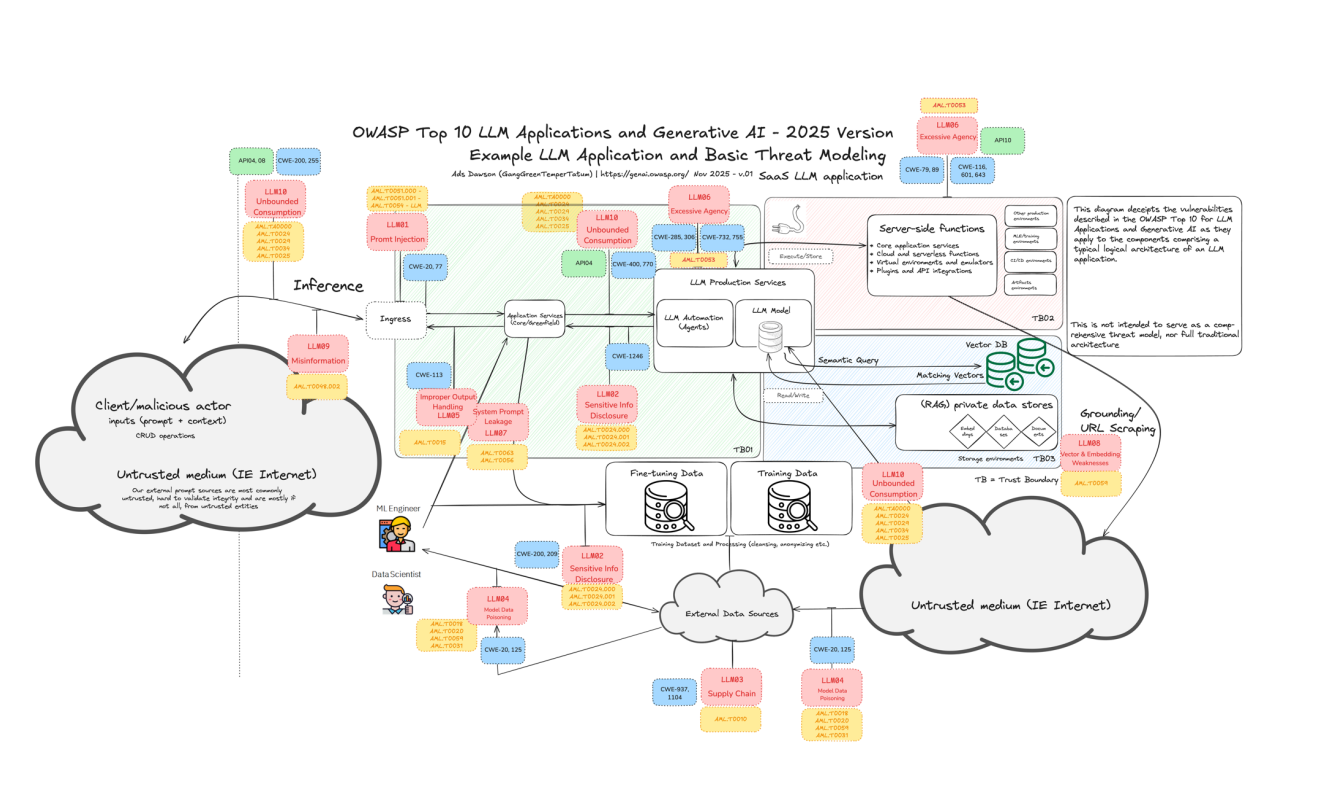 OWASP Top 10 LLM Applications and Generative AI - 2025 Version
Example LLM Application and Basic Threat Modeling
Ads Dawson (GangGreenTemperTatum) | https://genai.owasp.org/ Nov 2025 - v.01
SaaS LLM application
API04, 08
CWE-200, 255
LLM10
Unbounded
Consumption
AML.TA0000
AML.T0024
AML.T0029
AML.T0034
AML.T0025
Inference
LLM09
Misinformation
AML.T0048.002
Client/malicious actor
inputs (prompt + context)
CRUD operations
Untrusted medium (IE Internet)
Our external prompt sources are most commonly
untrusted, hard to validate integrity and are mostly if
not all, from untrusted entities
AML.T0051.000 -
AML.T0051.001 -
AML.T0054 - LLM
LLM01
Promt Injection
CWE-20, 77
Ingress
Application Services
(Core/Greenfield)
AML.TA0000
AML.T0024
AML.T0029
AML.T0034
AML.T0025
LLM10
Unbounded
Consumption
API04
CWE-400, 770
LLM06
Excessive Agency
CWE-285, 306
CWE-732, 755
AML.T0053
LLM Production Services
LLM Automation
(Agents)
LLM Model
CWE-113
Improper Output
Handling
LLM05
AML.T0015
System Prompt
Leakage
LLM07
AML.T0063
AML.T0056
CWE-1246
LLM02
Sensitive Info
Disclosure
AML.T0024.000
AML.T0024.001
AML.T0024.002
TB01
Execute/Store
AML.T0053
LLM06
Excessive Agency
API10
CWE-79, 89
CWE-116,
601, 643
Server-side functions
Core application services
Cloud and serverless functions
Virtual environments and emulators
Plugins and API integrations
Other production
environments
MLE/training
environments
CI/CD environments
Artifacts
environments
TB02
This diagram deceipts the vulnerabilities
described in the OWASP Top 10 for LLM
Applications and Generative AI as they
apply to the components comprising a
typical logical architecture of an LLM
application.
This is not intended to serve as a comp-
rehensive threat model, nor full traditional
architecture
Vector DB
Semantic Query
Matching Vectors
Read/Write
(RAG) private data stores
Embed
dings
Databa
ses
Docum
ents
Storage environments
TB03
TB = Trust Boundary
Grounding/
URL Scraping
LLM08
Vector & Embedding
Weaknesses
AML.T0059
Fine-tuning Data
Training Data
Training Dataset and Processing (cleansing, anonymizing etc.)
LLM10
Unbounded
Consumption
AML.TA0000
AML.T0024
AML.T0029
AML.T0034
AML.T0025
ML Engineer
Data Scientist
CWE-200, 209
LLM02
Sensitive Info
Disclosure
AML.T0024.000
AML.T0024.001
AML.T0024.002
LLM04
Model Data
Poisoning
AML.T0018
AML.T0020
AML.T0059
AML.T0031
CWE-20, 125
External Data Sources
Untrusted medium (IE Internet)
CWE-937,
1104
LLM03
Supply Chain
AML.T0010
CWE-20, 125
LLM04
Model Data
Poisoning
AML.T0018
AML.T0020
AML.T0059
AML.T0031